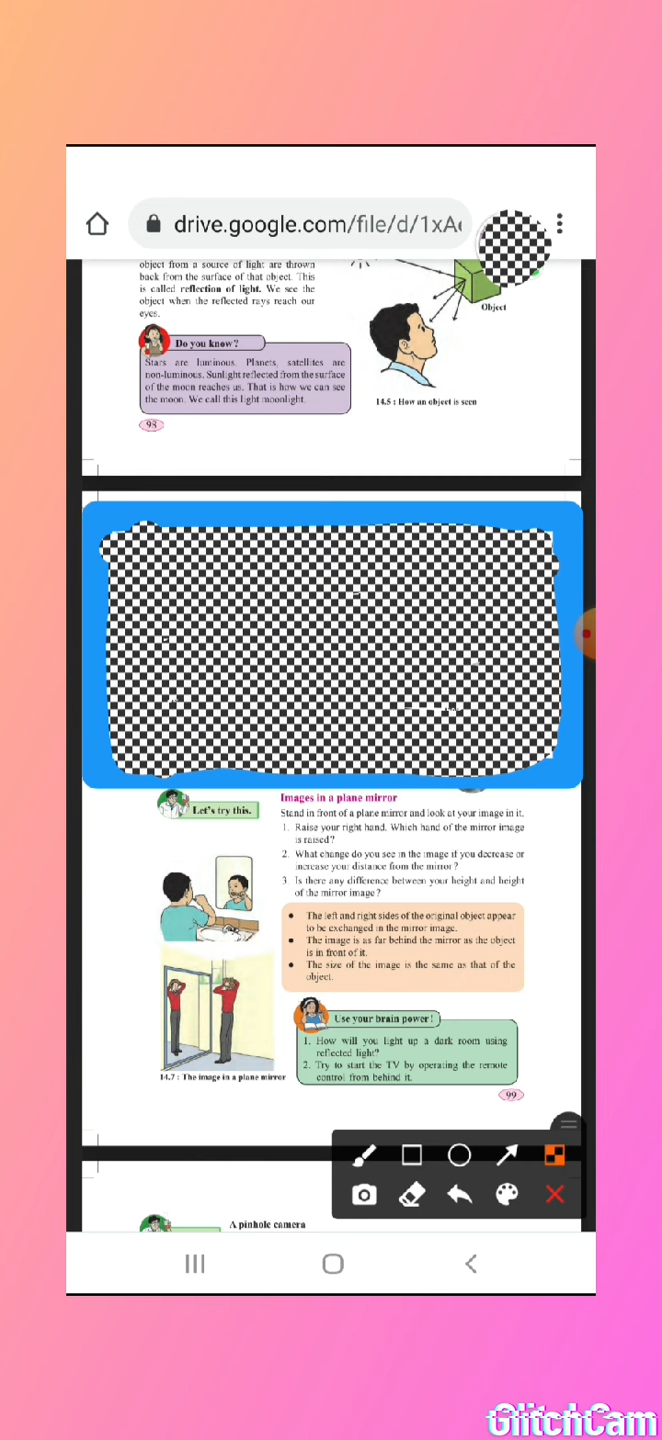 drive.google.com/file/d/1xA
object from a source of light are thrown
back from the surface of that object. This
is called reflection of light. We see the
object when the reflected rays reach our
eyes.
Object
Do you know?
Stars are luminous. Planets, satellites are
non-luminous. Sunlight reflected from the surface
of the moon reaches us. That is how we can see
the moon. We call this light moonlight.
14.5 : How an object is seen
98
Let's try this.
Images in a plane mirror
Stand in front of a plane mirror and look at your image in it.
1. Raise your right hand. Which hand of the mirror image
is raised?
2. What change do you see in the image if you decrease or
increase your distance from the mirror?
3. Is there any difference between your height and height
of the mirror image?
• The left and right sides of the original object appear
to be exchanged in the mirror image.
• The image is as far behind the mirror as the object
is in front of it.
• The size of the image is the same as that of the
object.
Use your brain power!
1. How will you light up a dark room using
reflected light?
2. Try to start the TV by operating the remote
control from behind it.
14.7 : The image in a plane mirror
99
A pinhole camera
GlitchCam